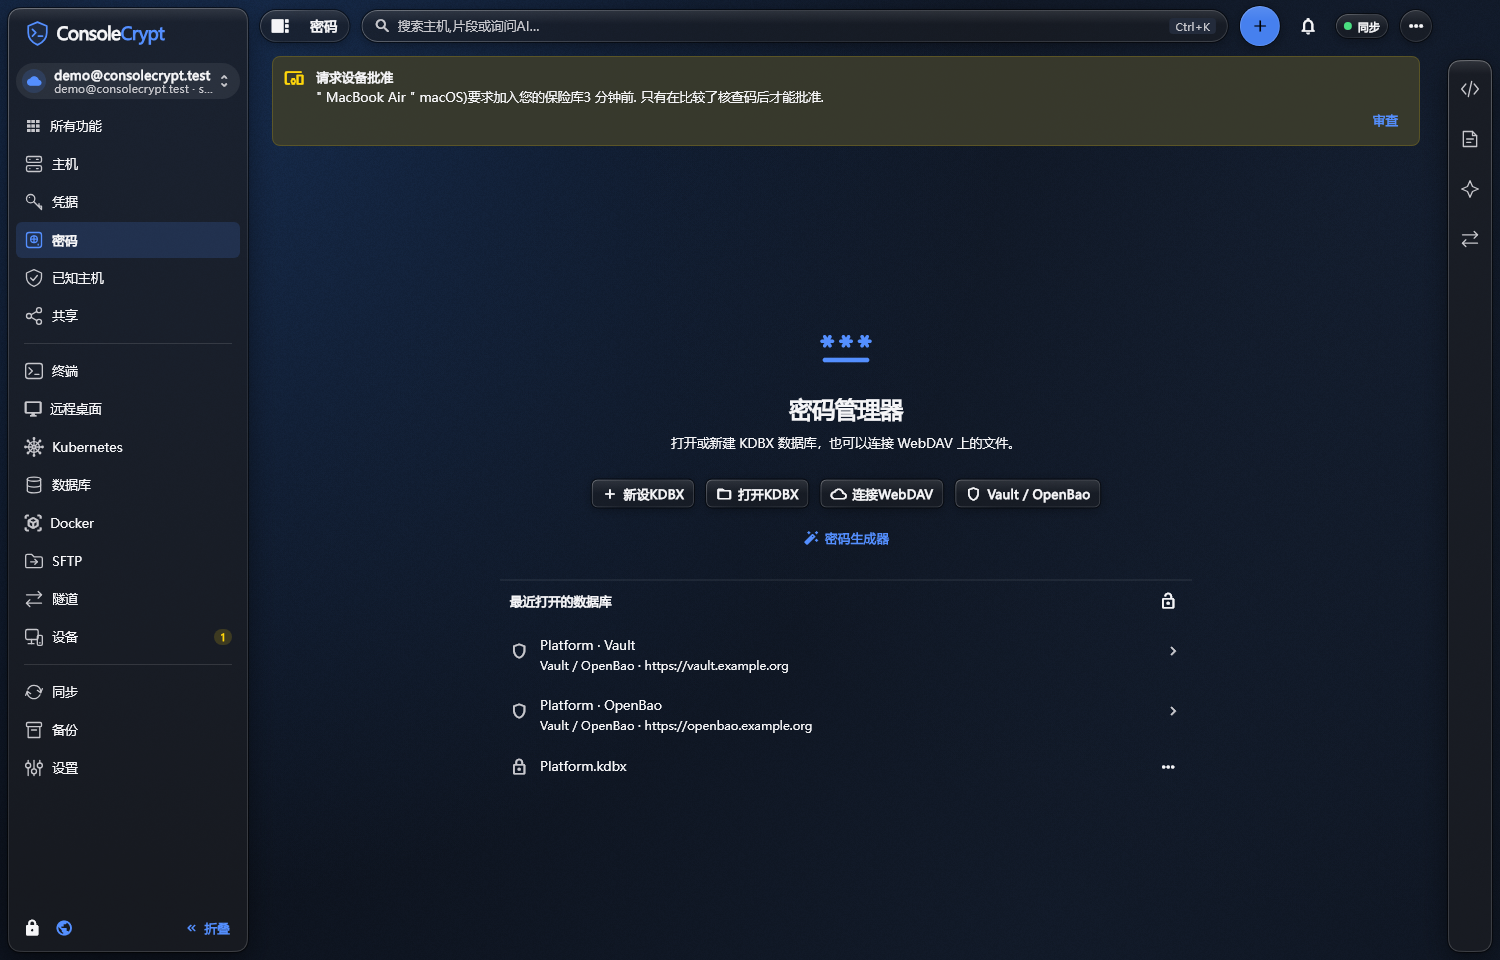 ConsoleCrypt
demo@consolecrypt.test
demo@consolecrypt.test · s...
所有功能
主机
凭据
密码
已知主机
共享
终端
远程桌面
Kubernetes
数据库
Docker
SFTP
隧道
设备
1
同步
备份
设置
折叠
密码
搜索主机,片段或询问AI...
Ctrl+K
同步
请求设备批准
" MacBook Air " macOS)要求加入您的保险库3 分钟前. 只有在比较了核查码后才能批准.
审查
密码管理器
打开或新建 KDBX 数据库，也可以连接 WebDAV 上的文件。
新设KDBX
打开KDBX
连接WebDAV
Vault / OpenBao
密码生成器
最近打开的数据库
Platform · Vault
Vault / OpenBao · https://vault.example.org
Platform · OpenBao
Vault / OpenBao · https://openbao.example.org
Platform.kdbx